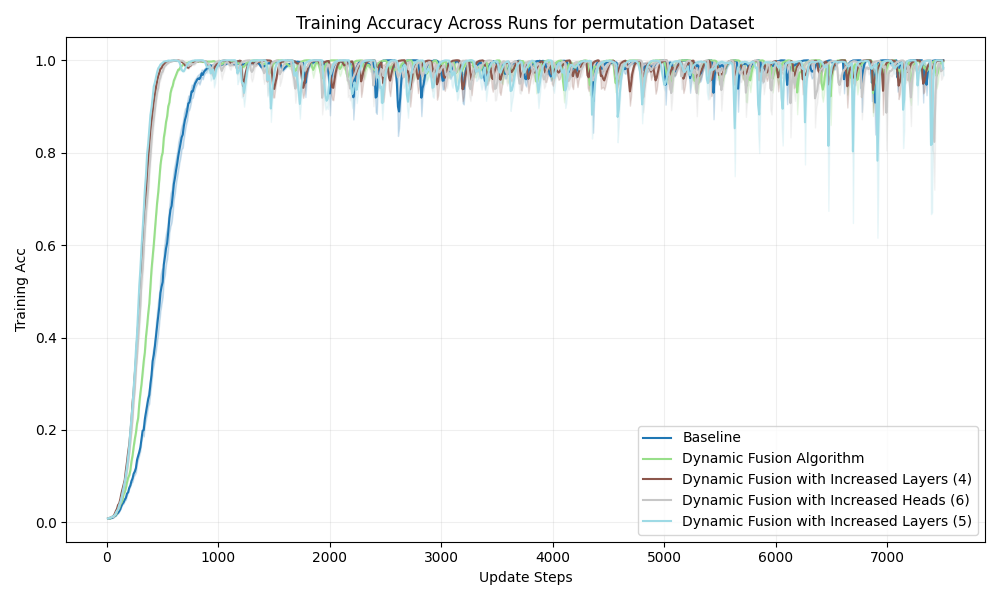 Training Accuracy Across Runs for permutation Dataset
Training Acc
1.0
0.8
0.6
0.4
0.2
0.0
Baseline
Dynamic Fusion Algorithm
Dynamic Fusion with Increased Layers (4)
Dynamic Fusion with Increased Heads (6)
Dynamic Fusion with Increased Layers (5)
0 1000 2000 3000 4000 5000 6000 7000
Update Steps